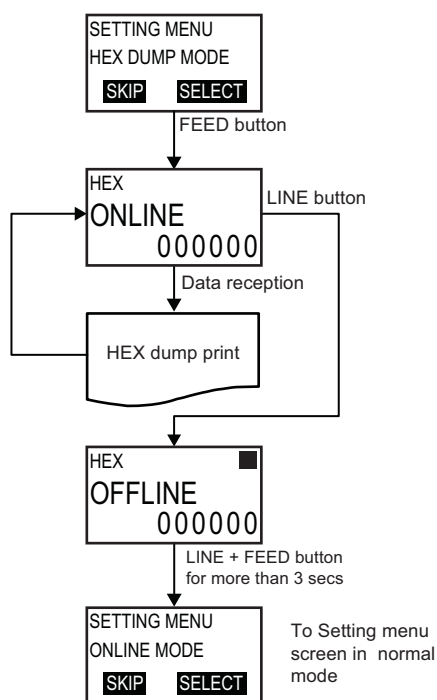 SETTING MENU
HEX DUMP MODE
SKIP SELECT
FEED button
HEX
ONLINE
000000
LINE button
Data reception
HEX dump print
HEX
OFFLINE
000000
LINE + FEED button
for more than 3 secs
SETTING MENU
ONLINE MODE
SKIP SELECT
To Setting menu
screen in normal
mode